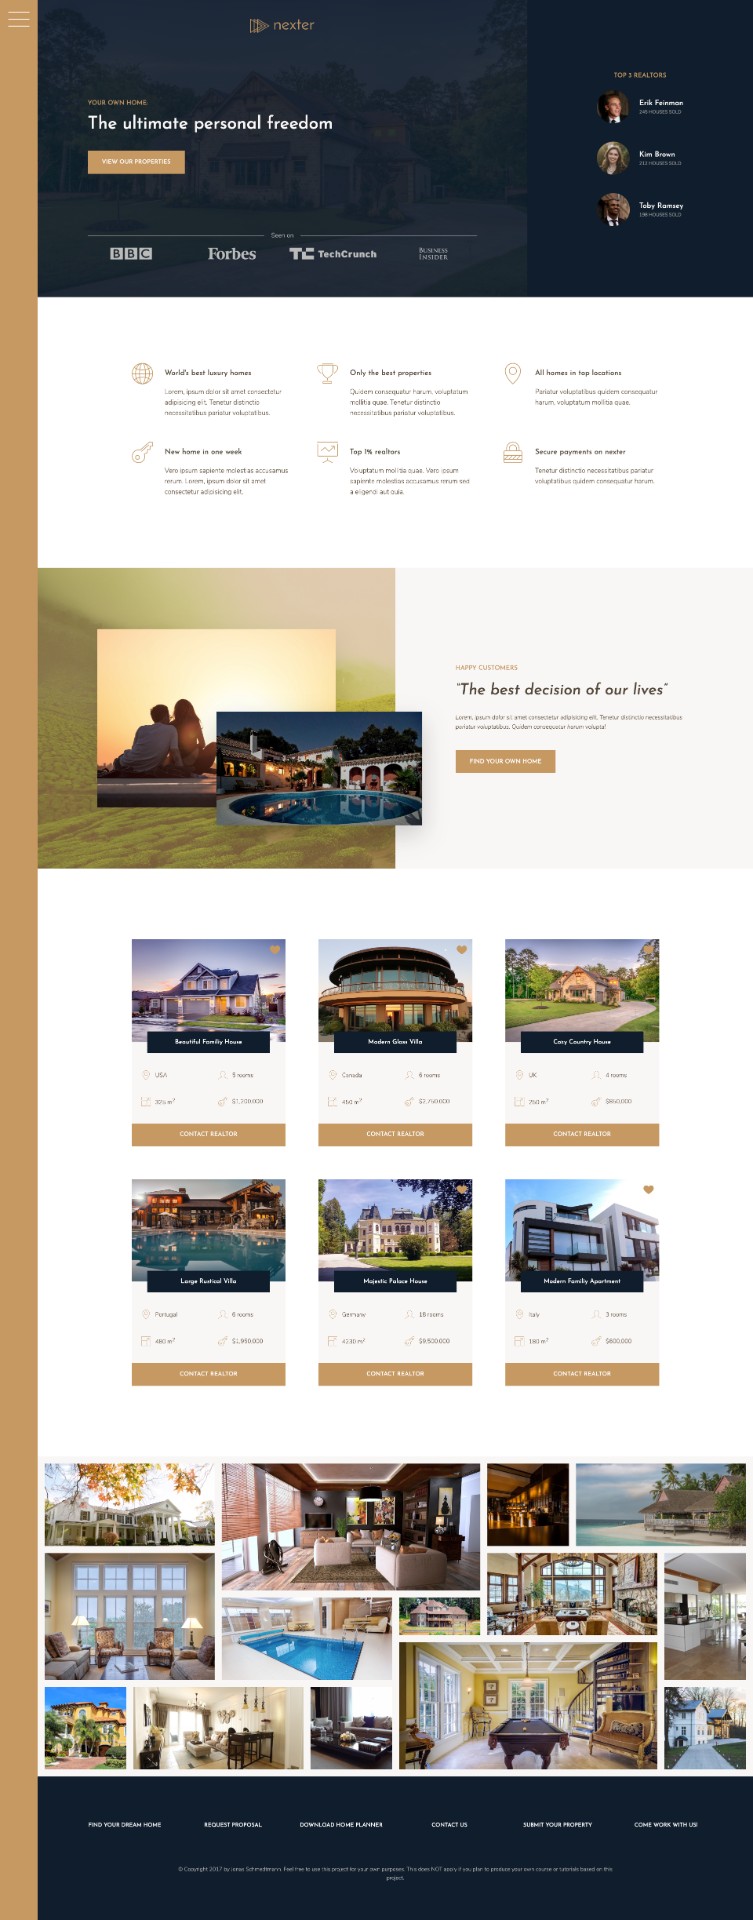 nexter
YOUR OWN HOME:
The ultimate personal freedom
VIEW OUR PROPERTIES
Seen on
BBC
Forbes
TechCrunch
BUSINESS
INSIDER
TOP 3 REALTORS
Erik Feinman
245 HOUSES SOLD
Kim Brown
212 HOUSES SOLD
Toby Ramsey
198 HOUSES SOLD
World's best luxury homes
Lorem, ipsum dolor sit amet consectetur
adipisicing elit. Tenetur distinctio
necessitatibus pariatur voluptatibus.
Only the best properties
Quidem consequatur harum, voluptatum
mollitia quae. Tenetur distinctio
necessitatibus pariatur voluptatibus.
All homes in top locations
Pariatur voluptatibus quidem consequatur
harum, voluptatum mollitia quae.
New home in one week
Vero ipsum sapiente molestias accusamus
rerum. Lorem, ipsum dolor sit amet
consectetur adipisicing elit.
Top 1% realtors
Voluptatum mollitia quae. Vero ipsum
sapiente molestias accusamus rerum sed
a eligendi aut quia.
Secure payments on nexter
Tenetur distinctio necessitatibus pariatur
voluptatibus quidem consequatur harum.
HAPPY CUSTOMERS
“The best decision of our lives”
Lorem, ipsum dolor sit amet consectetur adipisicing elit. Tenetur distinctio necessitatibus
pariatur voluptatibus. Quidem consequatur harum volupta!
FIND YOUR OWN HOME
Beautiful Familiy House
USA
5 rooms
325 m²
$1,200,000
CONTACT REALTOR
Modern Glass Villa
Canada
6 rooms
450 m²
$2,750,000
CONTACT REALTOR
Cozy Country House
UK
4 rooms
250 m²
$850,000
CONTACT REALTOR
Large Rustical Villa
Portugal
6 rooms
480 m²
$1,950,000
CONTACT REALTOR
Majestic Palace House
Germany
18 rooms
4230 m²
$9,500,000
CONTACT REALTOR
Modern Familiy Apartment
Italy
3 rooms
180 m²
$600,000
CONTACT REALTOR
FIND YOUR DREAM HOME
REQUEST PROPOSAL
DOWNLOAD HOME PLANNER
CONTACT US
SUBMIT YOUR PROPERTY
COME WORK WITH US!
© Copyright 2017 by Jonas Schmedtmann. Feel free to use this project for your own purposes. This does NOT apply if you plan to produce your own course or tutorials based on this
project.